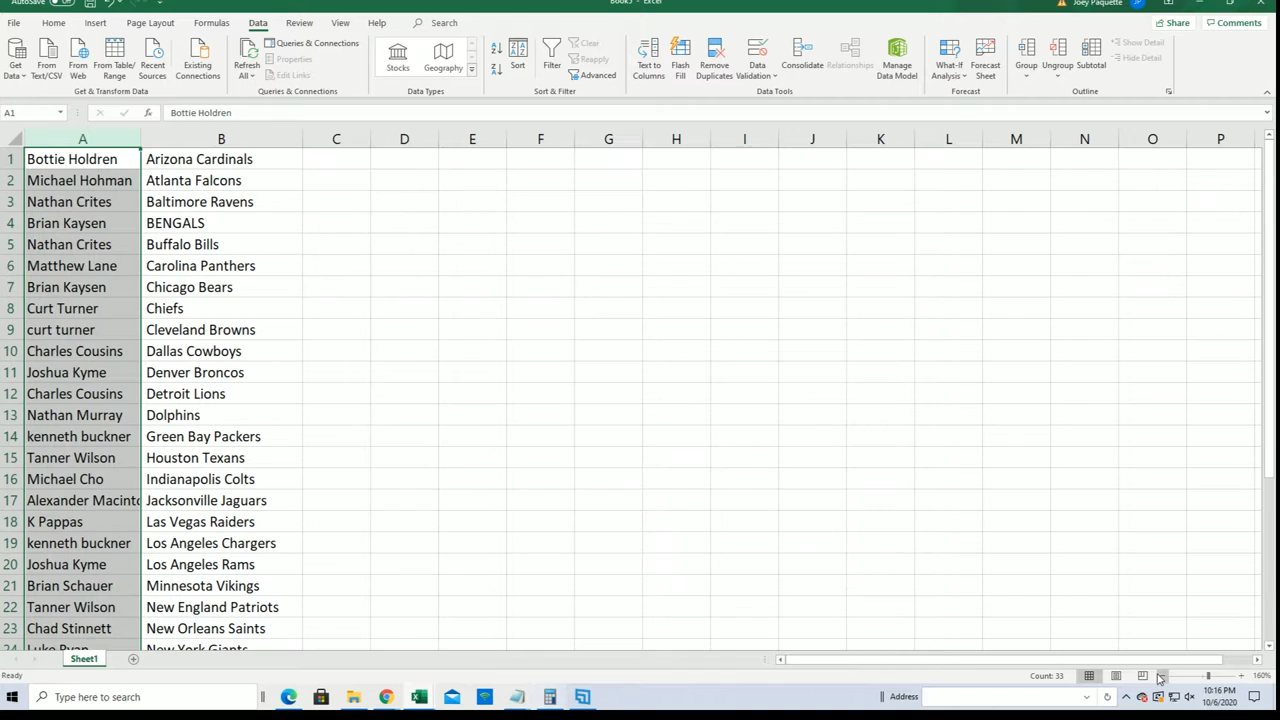 AutoSave Off Book5 - Excel Joey Paquette JP
File Home Insert Page Layout Formulas Data Review View Help Search Share Comments
Get Data From Text/CSV From Web From Table/ Range Recent Sources Existing Connections
Get & Transform Data
Refresh All Queries & Connections Properties Edit Links
Queries & Connections
Stocks Geography
Data Types
Sort Filter Clear Reapply Advanced
Sort & Filter
Text to Columns Flash Fill Remove Duplicates Data Validation Consolidate Relationships Manage Data Model
Data Tools
What-If Analysis Forecast Sheet
Forecast
Group Ungroup Subtotal Show Detail Hide Detail
Outline
A1 fx Bottie Holdren
A B C D E F G H I J K L M N O P
1 Bottie Holdren Arizona Cardinals
2 Michael Hohman Atlanta Falcons
3 Nathan Crites Baltimore Ravens
4 Brian Kaysen BENGALS
5 Nathan Crites Buffalo Bills
6 Matthew Lane Carolina Panthers
7 Brian Kaysen Chicago Bears
8 Curt Turner Chiefs
9 curt turner Cleveland Browns
10 Charles Cousins Dallas Cowboys
11 Joshua Kyme Denver Broncos
12 Charles Cousins Detroit Lions
13 Nathan Murray Dolphins
14 kenneth buckner Green Bay Packers
15 Tanner Wilson Houston Texans
16 Michael Cho Indianapolis Colts
17 Alexander Macinto Jacksonville Jaguars
18 K Pappas Las Vegas Raiders
19 kenneth buckner Los Angeles Chargers
20 Joshua Kyme Los Angeles Rams
21 Brian Schauer Minnesota Vikings
22 Tanner Wilson New England Patriots
23 Chad Stinnett New Orleans Saints
24 Luke Ryan New York Giants
Sheet1
Ready Count: 33 160%
Type here to search Address 10:16 PM
10/6/2020